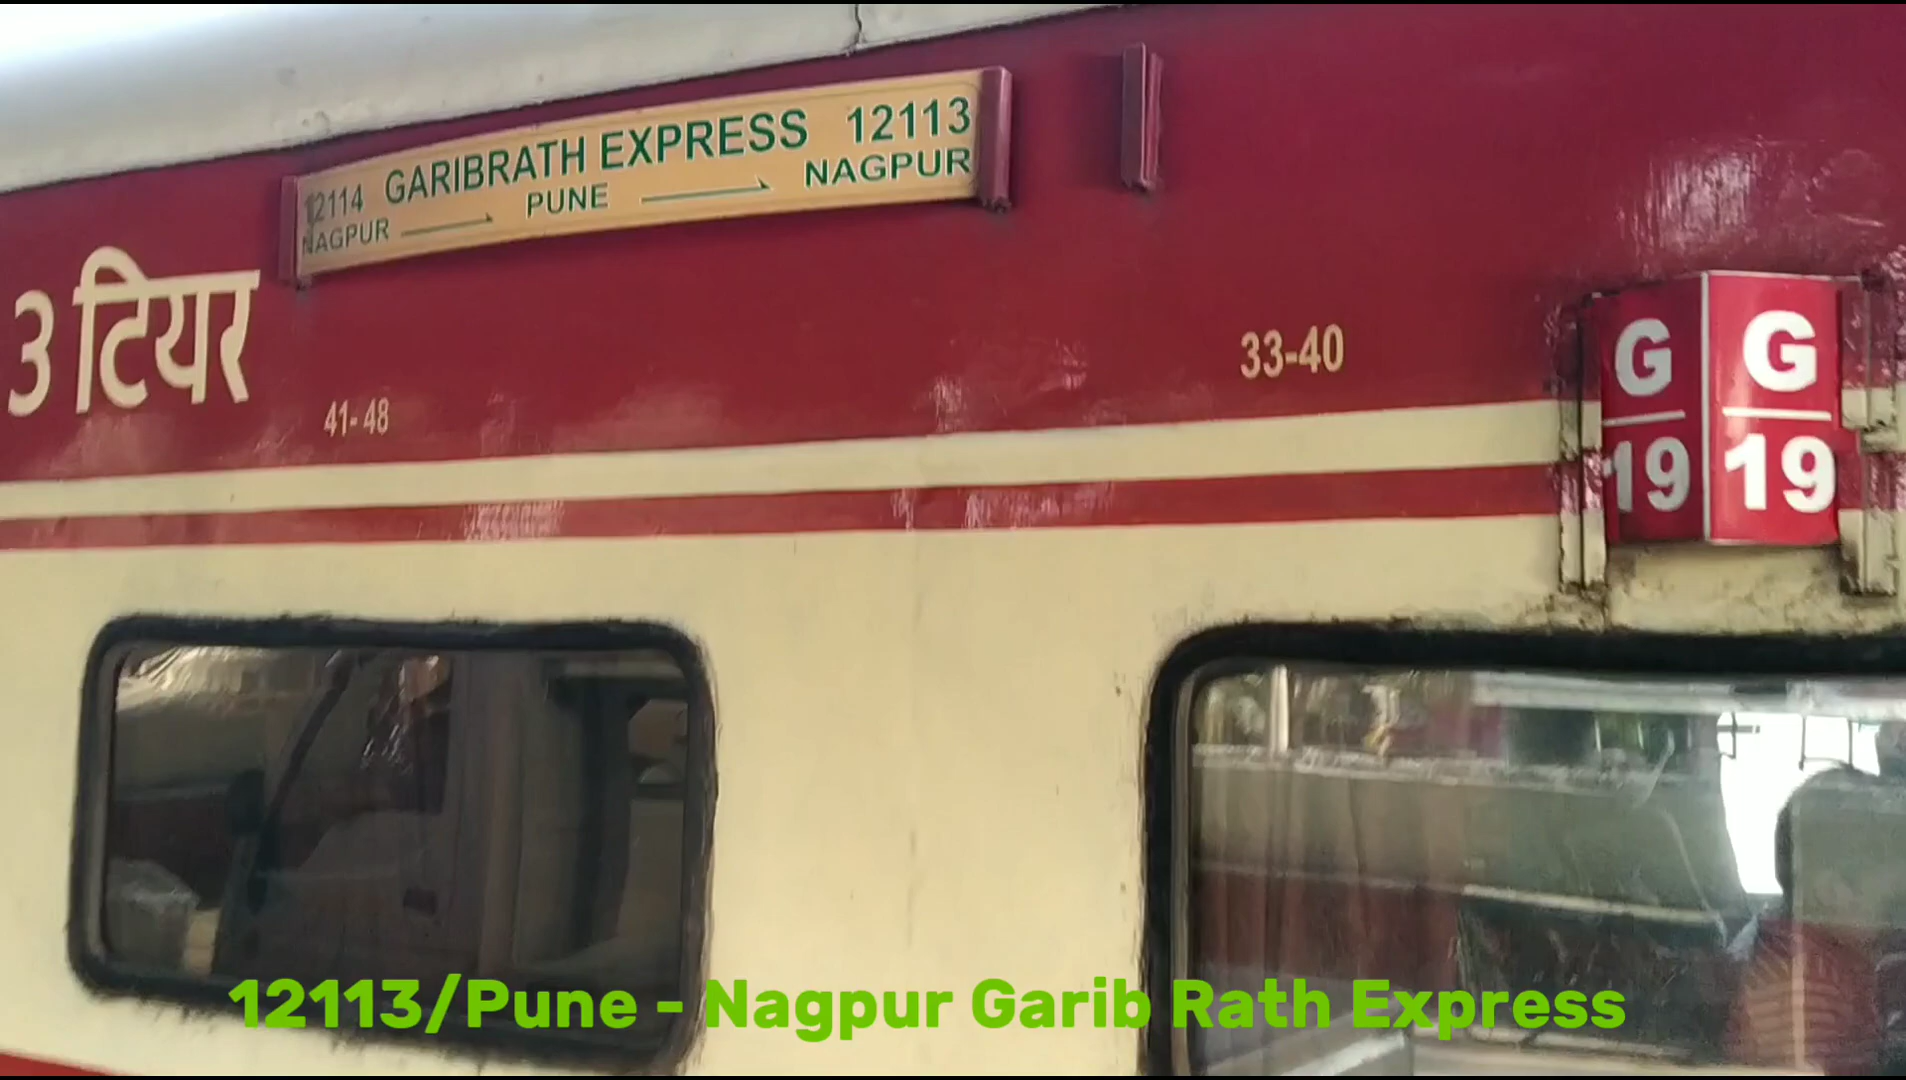 12114 GARIBRATH EXPRESS 12113
NAGPUR PUNE NAGPUR
3 टियर
41-48
33-40
G
19
G
19
12113/Pune - Nagpur Garib Rath Express